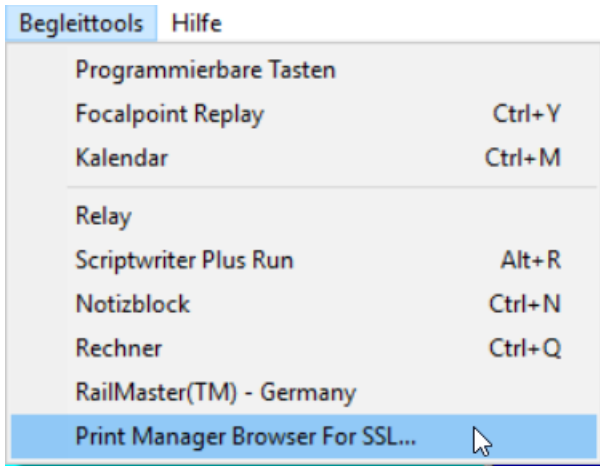 Begleittools Hilfe
Programmierbare Tasten
Focalpoint Replay Ctrl+Y
Kalendar Ctrl+M
Relay
Scriptwriter Plus Run Alt+R
Notizblock Ctrl+N
Rechner Ctrl+Q
RailMaster(TM) - Germany
Print Manager Browser For SSL...